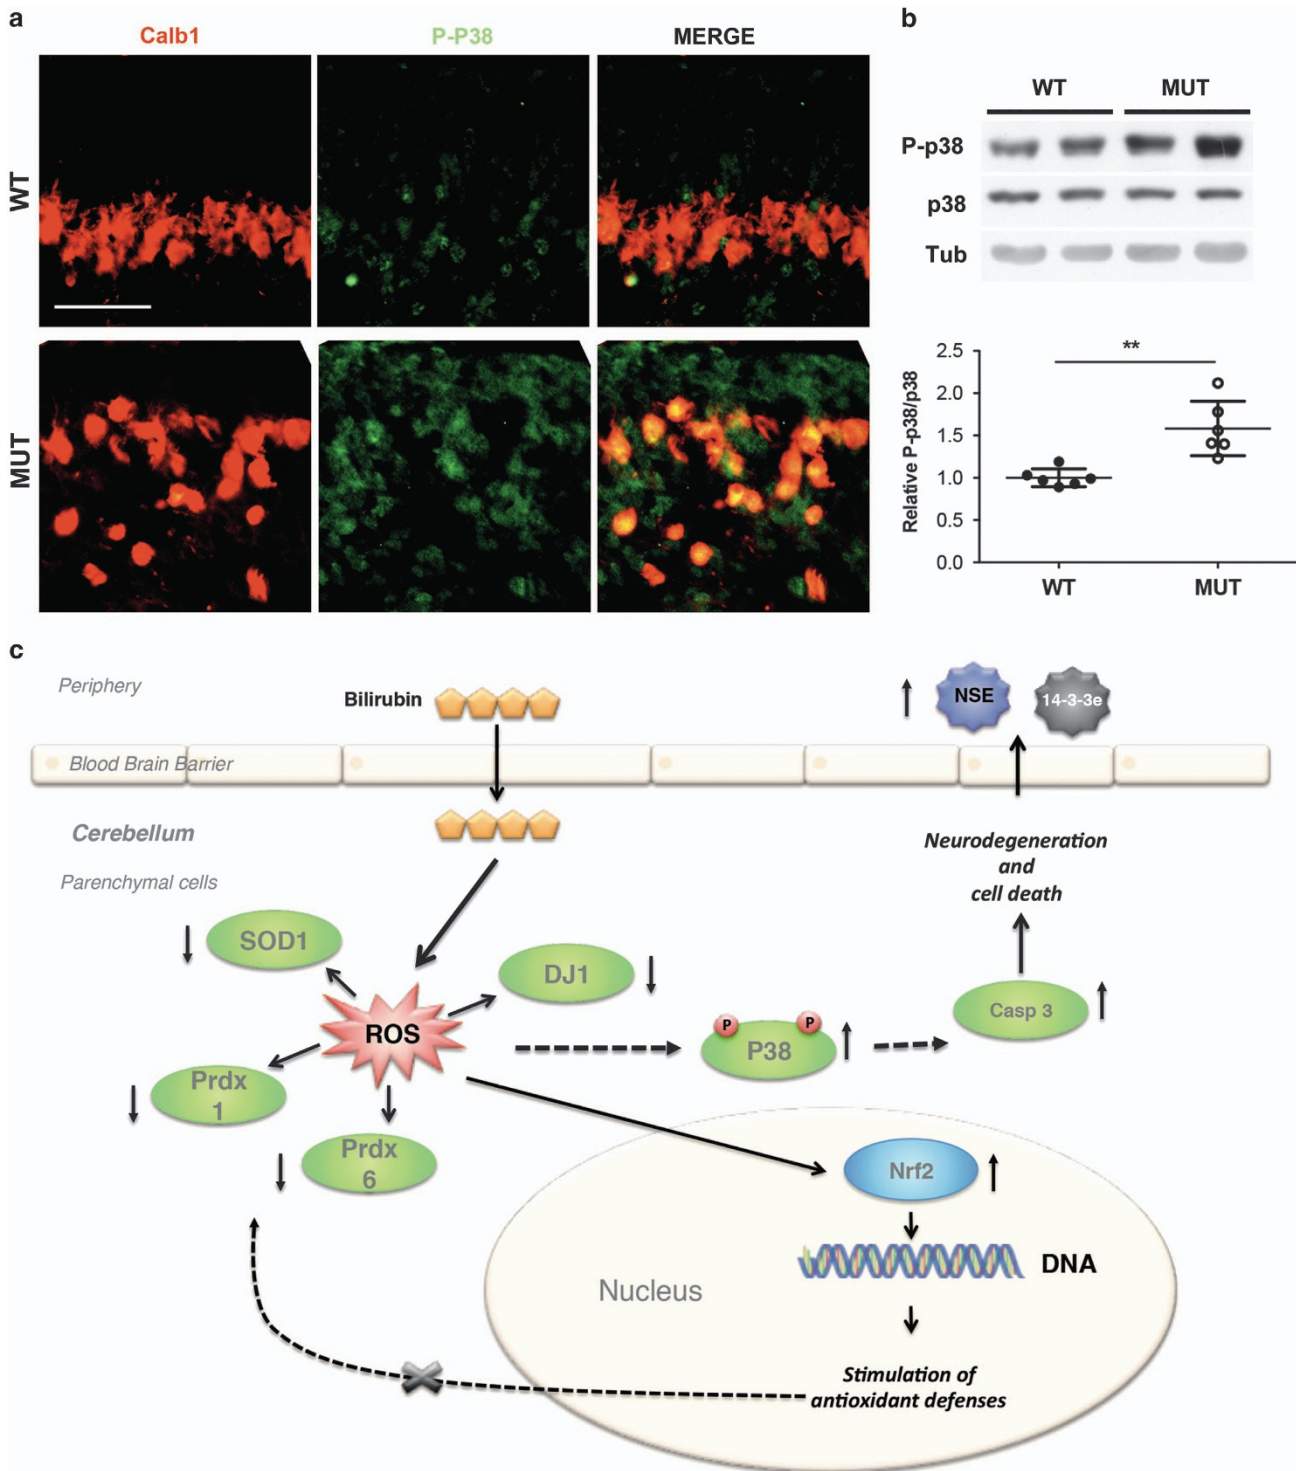 a
Calb1
P-P38
MERGE
WT
MUT
b
WT
MUT
P-p38
p38
Tub
2.5
**
2.0
1.5
1.0
0.5
0.0
Relative P-p38/p38
WT
MUT
c
Periphery
Bilirubin
NSE
14-3-3e
Blood Brain Barrier
Cerebellum
Parenchymal cells
Neurodegeneration
and
cell death
SOD1
DJ1
ROS
P
P
P38
Casp 3
Prdx
1
Prdx
6
Nrf2
DNA
Nucleus
Stimulation of
antioxidant defenses